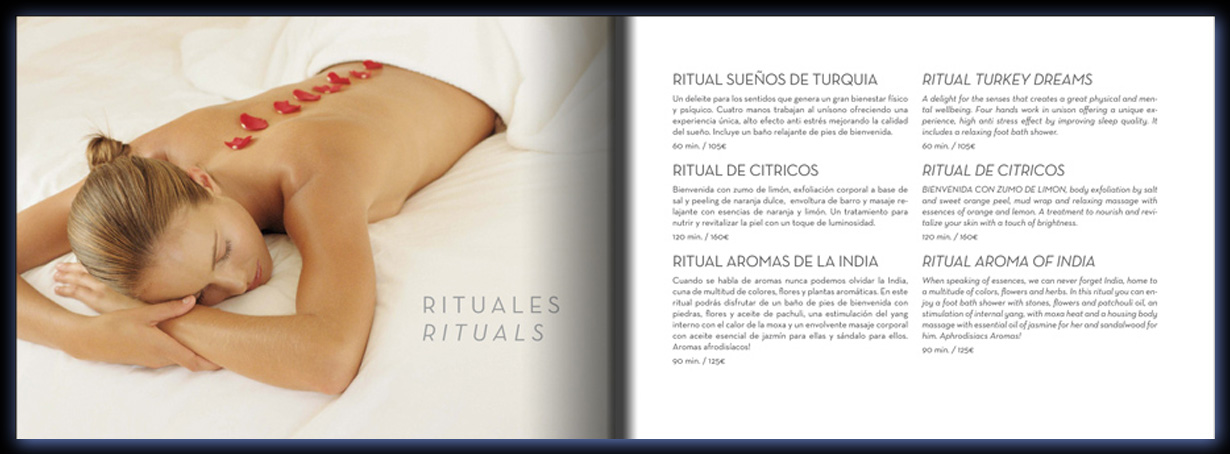 RITUALES
RITUALS
RITUAL SUEÑOS DE TURQUIA
Un deleite para los sentidos que genera un gran bienestar físico
y psíquico. Cuatro manos trabajan al unísono ofreciendo una
experiencia única, alto efecto anti estrés mejorando la calidad
del sueño. Incluye un baño relajante de pies de bienvenida.
60 min. / 105€
RITUAL DE CITRICOS
Bienvenida con zumo de limón, exfoliación corporal a base de
sal y peeling de naranja dulce, envoltura de barro y masaje re-
lajante con esencias de naranja y limón. Un tratamiento para
nutrir y revitalizar la piel con un toque de luminosidad.
120 min. / 160€
RITUAL AROMAS DE LA INDIA
Cuando se habla de aromas nunca podemos olvidar la India,
cuna de multitud de colores, flores y plantas aromáticas. En este
ritual podrás disfrutar de un baño de pies de bienvenida con
piedras, flores y aceite de pachuli, una estimulación del yang
interno con el calor de la moxa y un envolvente masaje corporal
con aceite esencial de jazmín para ellas y sándalo para ellos.
Aromas afrodisíacos!
90 min. / 125€
RITUAL TURKEY DREAMS
A delight for the senses that creates a great physical and men-
tal wellbeing. Four hands work in unison offering a unique ex-
perience, high anti stress effect by improving sleep quality. It
includes a relaxing foot bath shower.
60 min. / 105€
RITUAL DE CITRICOS
BIENVENIDA CON ZUMO DE LIMON, body exfoliation by salt
and sweet orange peel, mud wrap and relaxing massage with
essences of orange and lemon. A treatment to nourish and revi-
talize your skin with a touch of brightness.
120 min. / 160€
RITUAL AROMA OF INDIA
When speaking of essences, we can never forget India, home to
a multitude of colors, flowers and herbs. In this ritual you can en-
joy a foot bath shower with stones, flowers and patchouli oil, an
stimulation of internal yang, with moxa heat and a housing body
massage with essential oil of jasmine for her and sandalwood for
him. Aphrodisiacs Aromas!
90 min. / 125€